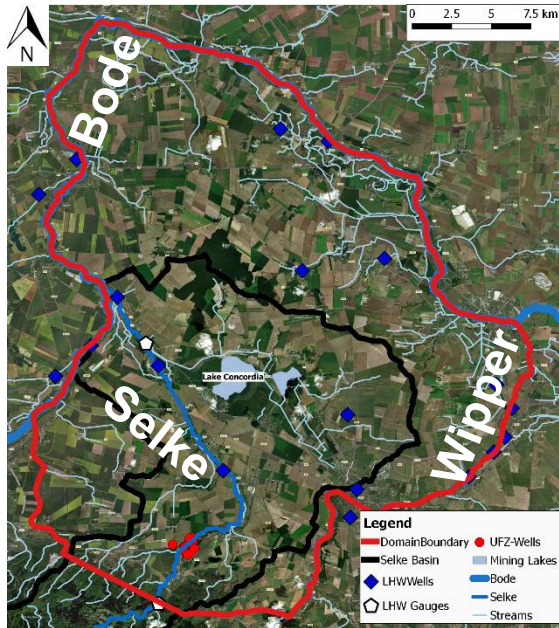 N
0 2.5 5 7.5 km
Bode
Lake Concordia
Selke
Wipper
Legend
DomainBoundary
Selke Basin
LHWWells
LHW Gauges
UFZ-Wells
Mining Lakes
Bode
Selke
Streams